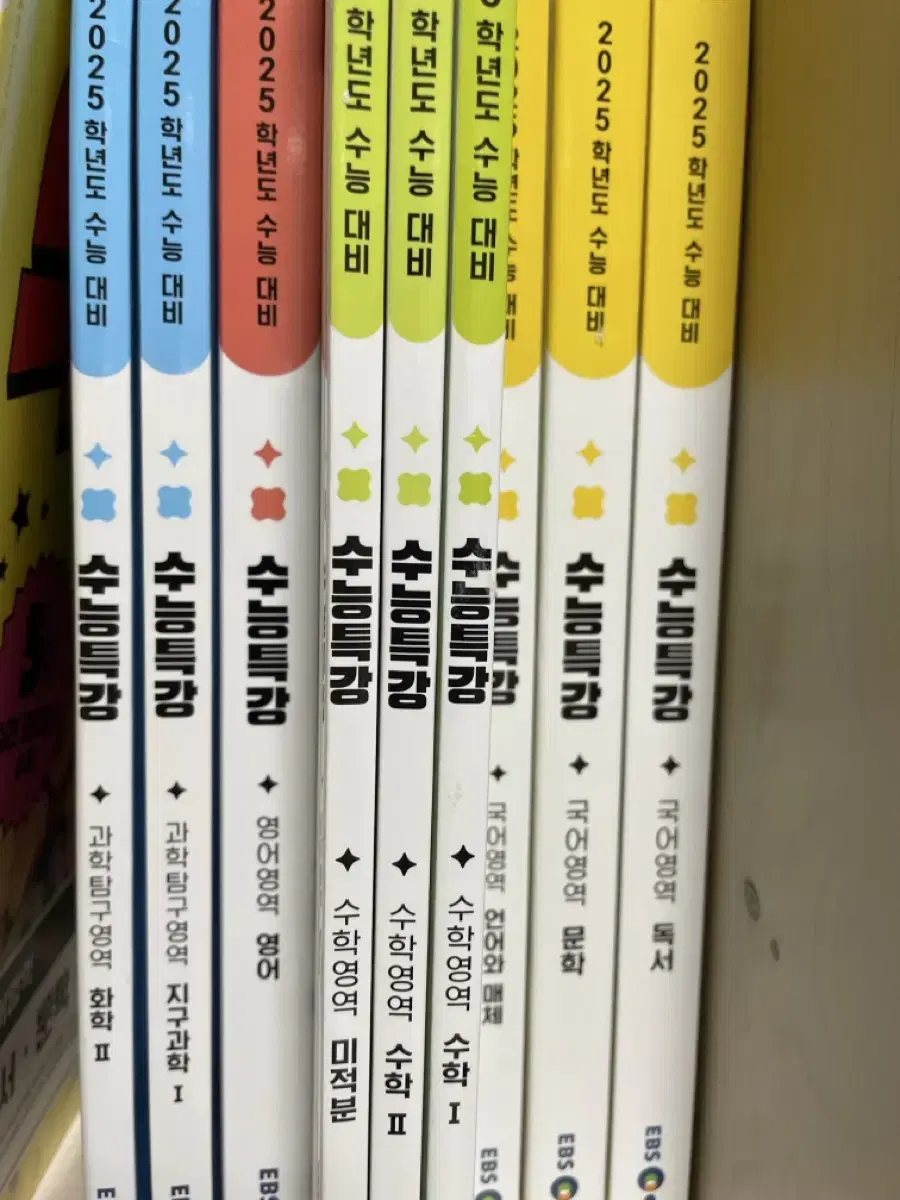 2025 학년도 수능 대비
수능특강
과학탐구영역 화학 II
2025 학년도 수능 대비
수능특강
과학탐구영역 지구과학 I
2025 학년도 수능 대비
수능특강
영어영역 영어
EBS
학년도 수능 대비
수능특강
수학영역 미적분
학년도 수능 대비
수능특강
수학영역 수학 II
학년도 수능 대비
수능특강
수학영역 수학 I
수능특강
국어영역 언어와 매체
EBS
2025 학년도 수능 대비
수능특강
국어영역 문학
EBS
2025 학년도 수능 대비
수능특강
국어영역 독서
EBS